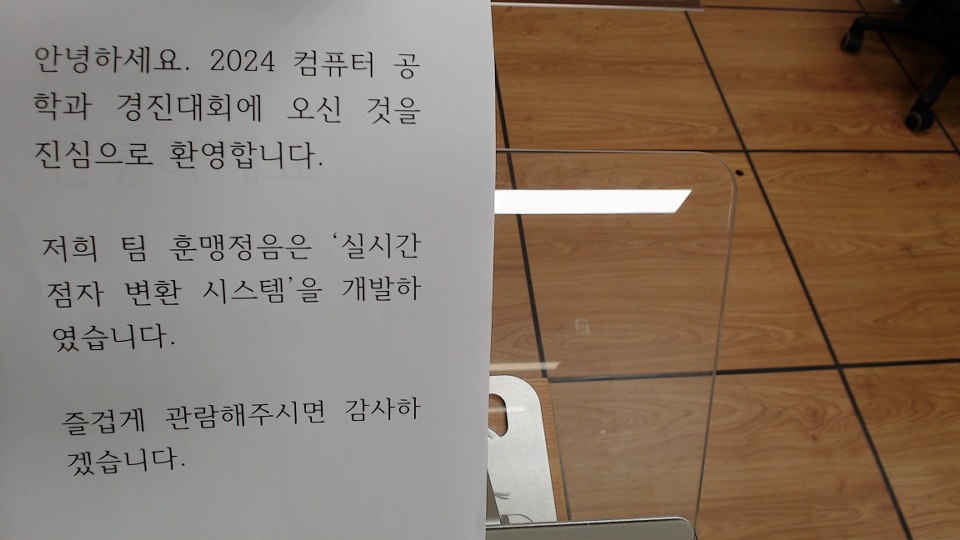 안녕하세요. 2024 컴퓨터 공
학과 경진대회에 오신 것을
진심으로 환영합니다.
저희 팀 훈맹정음은 ‘실시간
점자 변환 시스템’을 개발하
였습니다.
즐겁게 관람해주시면 감사하
겠습니다.